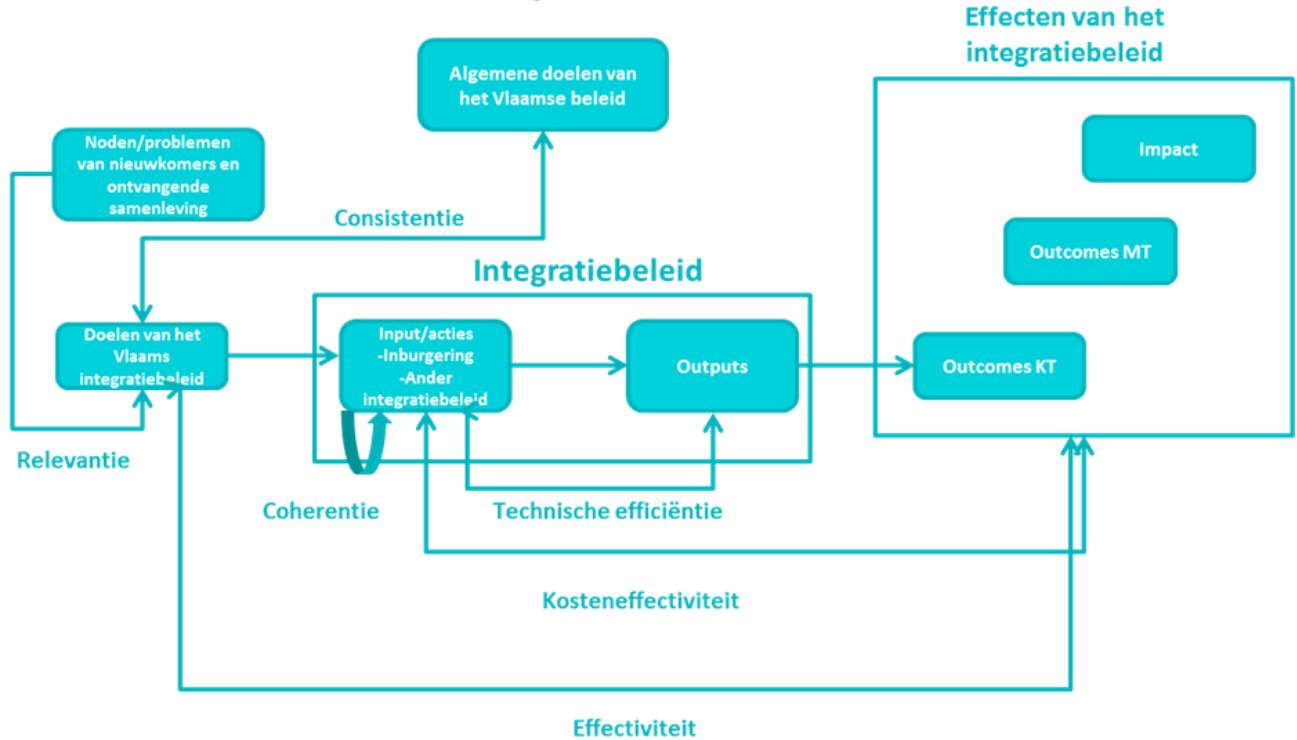 Effecten van het
integratiebeleid
Algemene doelen van
het Vlaamse beleid
Noden/problemen
van nieuwkomers en
ontvangende
samenleving
Impact
Consistentie
Outcomes MT
Integratiebeleid
Doelen van het
Vlaams
integratiebeleid
Input/acties
-Inburgering
-Ander
integratiebeleid
Outputs
Outcomes KT
Relevantie
Coherentie
Technische efficiëntie
Kosteneffectiviteit
Effectiviteit